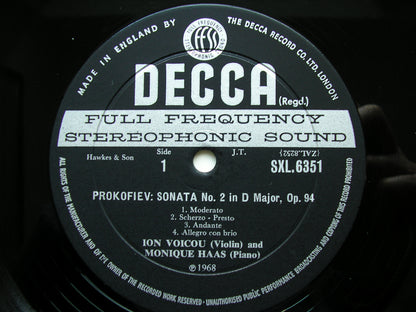 MADE IN ENGLAND BY
THE DECCA RECORD CO. LTD. LONDON
FULL FREQUENCY
FFSS
STEREOPHONIC
DECCA
(Regd.)
FULL FREQUENCY
STEREOPHONIC SOUND
Hawkes & Son
Side
1
J.T.
(ZAL.8252)
SXL.6351
PROKOFIEV: SONATA No. 2 in D Major, Op. 94
1. Moderato
2. Scherzo - Presto
3. Andante
4. Allegro con brio
ION VOICOU (Violin) and
MONIQUE HAAS (Piano)
℗1968
ALL RIGHTS OF THE MANUFACTURER AND OF THE OWNER OF THE RECORDED WORK RESERVED · UNAUTHORISED PUBLIC PERFORMANCE BROADCASTING AND COPYING OF THIS RECORD PROHIBITED